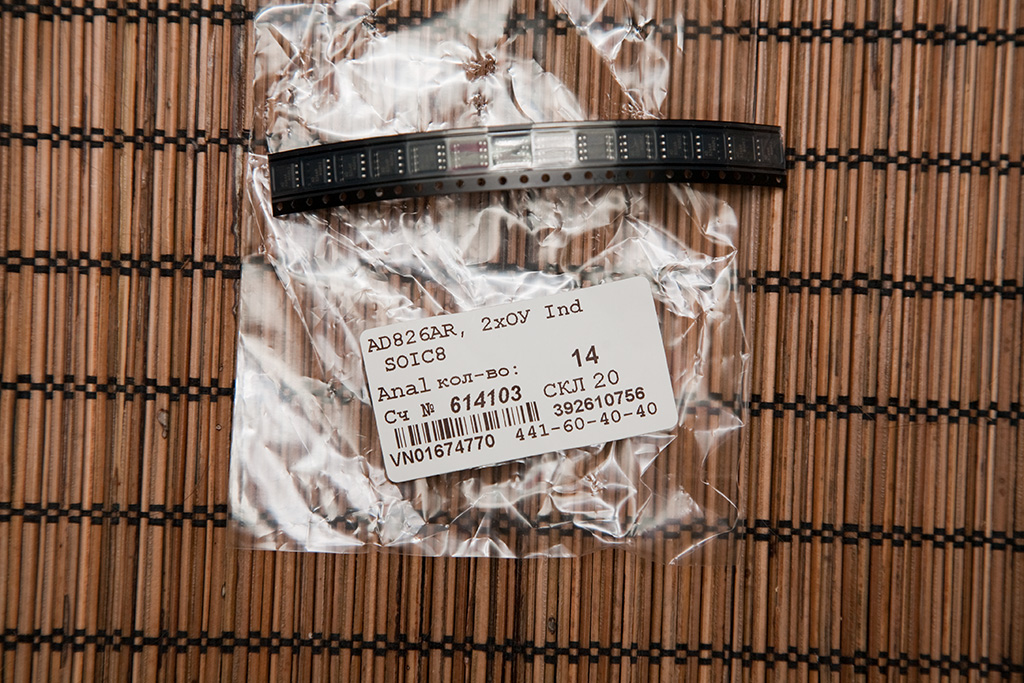 AD826AR, 2xОУ Ind
SOIC8
Anal кол-во: 14
Сч № 614103 СКЛ 20
392610756
VN01674770 441-60-40-40